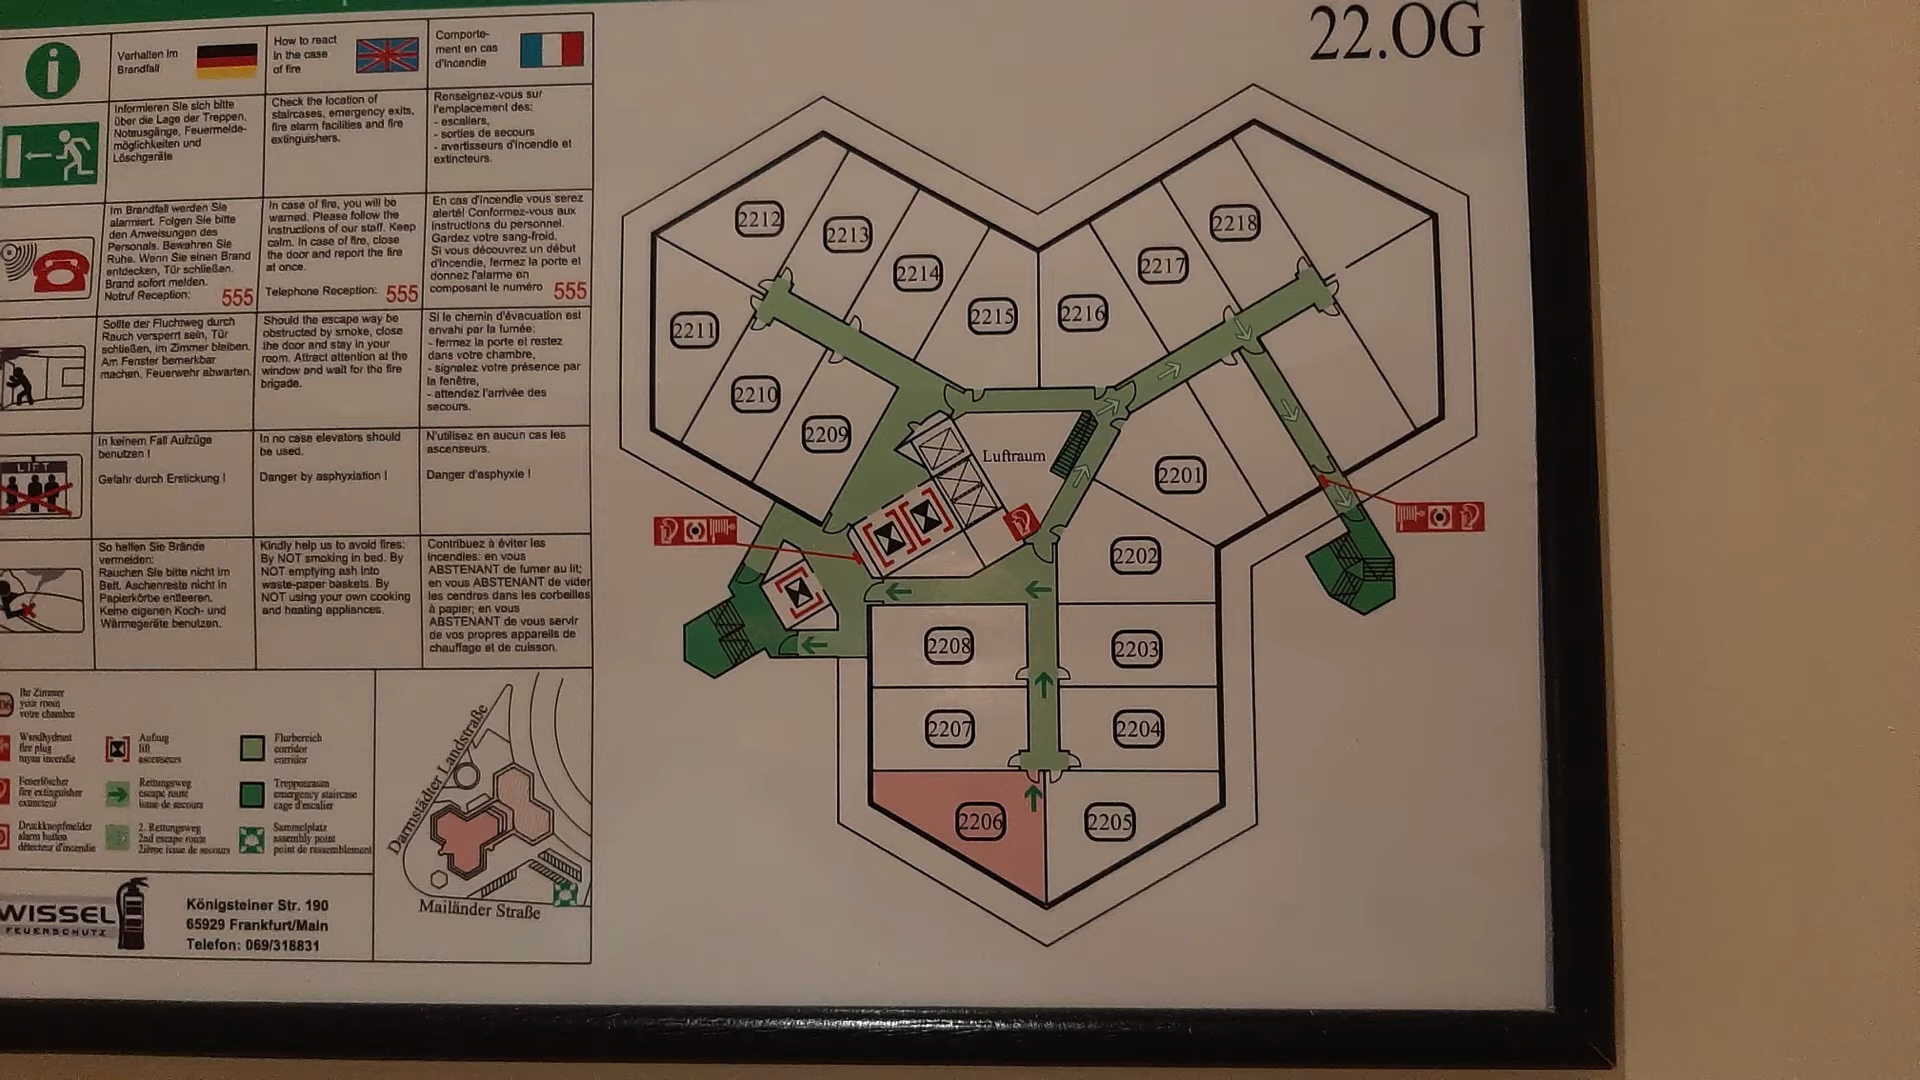 22.OG
Verhalten im
Brandfall
How to react
in the case
of fire
Comporte-
ment en cas
d'incendie
Informieren Sie sich bitte
über die Lage der Treppen,
Notausgänge, Feuermelde-
möglichkeiten und
Löschgeräte
Check the location of
staircases, emergency exits,
fire alarm facilities and fire
extinguishers.
Renseignez-vous sur
l'emplacement des:
- escaliers,
- sorties de secours
- avertisseurs d'incendie et
extincteurs.
Im Brandfall werden Sie
alarmiert. Folgen Sie bitte
den Anweisungen des
Personals. Bewahren Sie
Ruhe. Wenn Sie einen Brand
entdecken, Tür schließen.
Brand sofort melden.
Notruf Reception: 555
In case of fire, you will be
warned. Please follow the
instructions of our staff. Keep
calm. In case of fire, close
the door and report the fire
at once.
Telephone Reception: 555
En cas d'incendie vous serez
alerté! Conformez-vous aux
instructions du personnel.
Gardez votre sang-froid.
Si vous découvrez un début
d'incendie, fermez la porte et
donnez l'alarme en
composant le numéro 555
Sollte der Fluchtweg durch
Rauch versperrt sein, Tür
schließen, im Zimmer bleiben.
Am Fenster bemerkbar
machen, Feuerwehr abwarten.
Should the escape way be
obstructed by smoke, close
the door and stay in your
room. Attract attention at the
window and wait for the fire
brigade.
Si le chemin d'évacuation est
envahi par la fumée:
- fermez la porte et restez
dans votre chambre,
- signalez votre présence par
la fenêtre,
- attendez l'arrivée des
secours.
LIFT
In keinem Fall Aufzüge
benutzen !
Gefahr durch Erstickung !
In no case elevators should
be used.
Danger by asphyxiation !
N'utilisez en aucun cas les
ascenseurs.
Danger d'asphyxie !
So helfen Sie Brände
vermeiden:
Rauchen Sie bitte nicht im
Bett. Aschenreste nicht in
Papierkörbe entleeren.
Keine eigenen Koch- und
Wärmegeräte benutzen.
Kindly help us to avoid fires:
By NOT smoking in bed. By
NOT emptying ash into
waste-paper baskets. By
NOT using your own cooking
and heating appliances.
Contribuez à éviter les
incendies: en vous
ABSTENANT de fumer au lit;
en vous ABSTENANT de vider
les cendres dans les corbeilles
à papier; en vous
ABSTENANT de vous servir
de vos propres appareils de
chauffage et de cuisson.
06
Ihr Zimmer
your room
votre chambre
Wandhydrant
fire plug
tuyau incendie
Aufzug
lift
ascenseurs
Flurbereich
corridor
corridor
Feuerlöscher
fire extinguisher
extincteur
Rettungsweg
escape route
issue de secours
Treppenraum
emergency staircase
cage d'escalier
Druckknopfmelder
alarm button
détecteur d'incendie
2. Rettungsweg
2nd escape route
2ième issue de secours
Sammelplatz
assembly point
point de rassemblement
Darmstädter Landstraße
Mailänder Straße
WISSEL
FEUERSCHUTZ
Königsteiner Str. 190
65929 Frankfurt/Main
Telefon: 069/318831
2212
2213
2214
2215
2216
2217
2218
2211
2210
2209
Luftraum
2201
2202
2208
2203
2207
2204
2206
2205